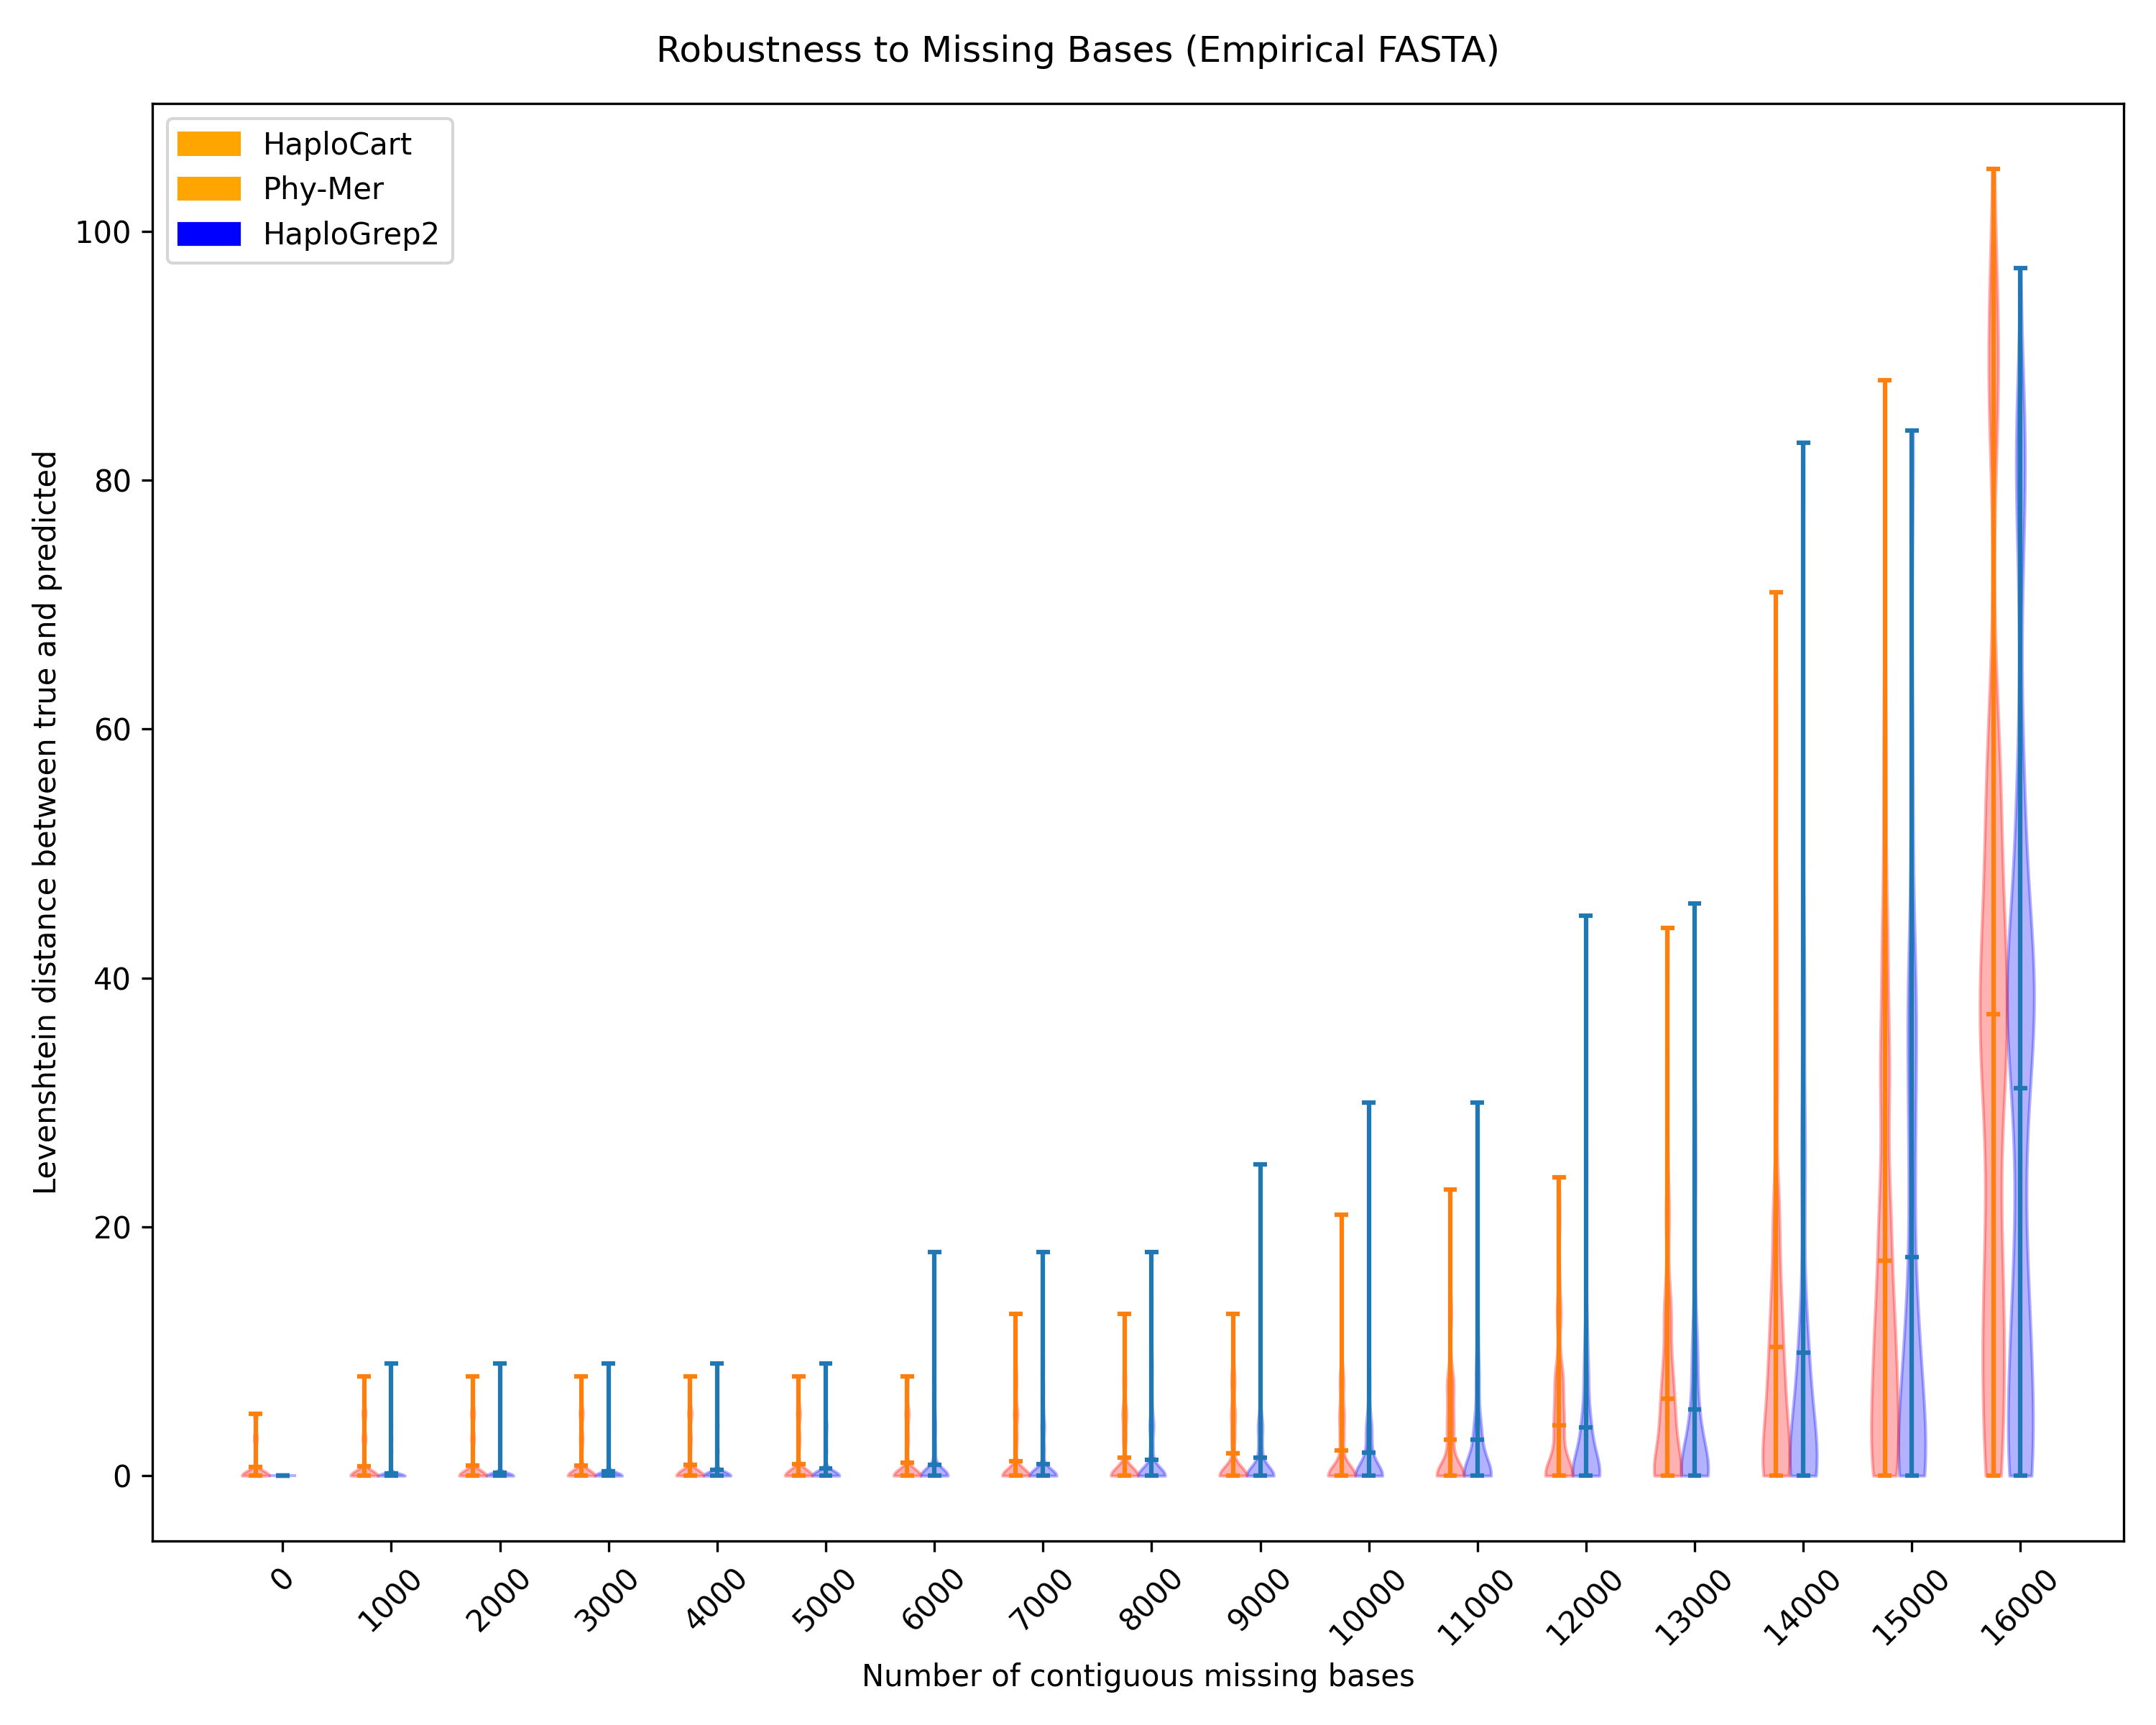 Robustness to Missing Bases (Empirical FASTA)
HaploCart
Phy-Mer
HaploGrep2
Levenshtein distance between true and predicted
100
80
60
40
20
0
0 1000 2000 3000 4000 5000 6000 7000 8000 9000 10000 11000 12000 13000 14000 15000 16000
Number of contiguous missing bases